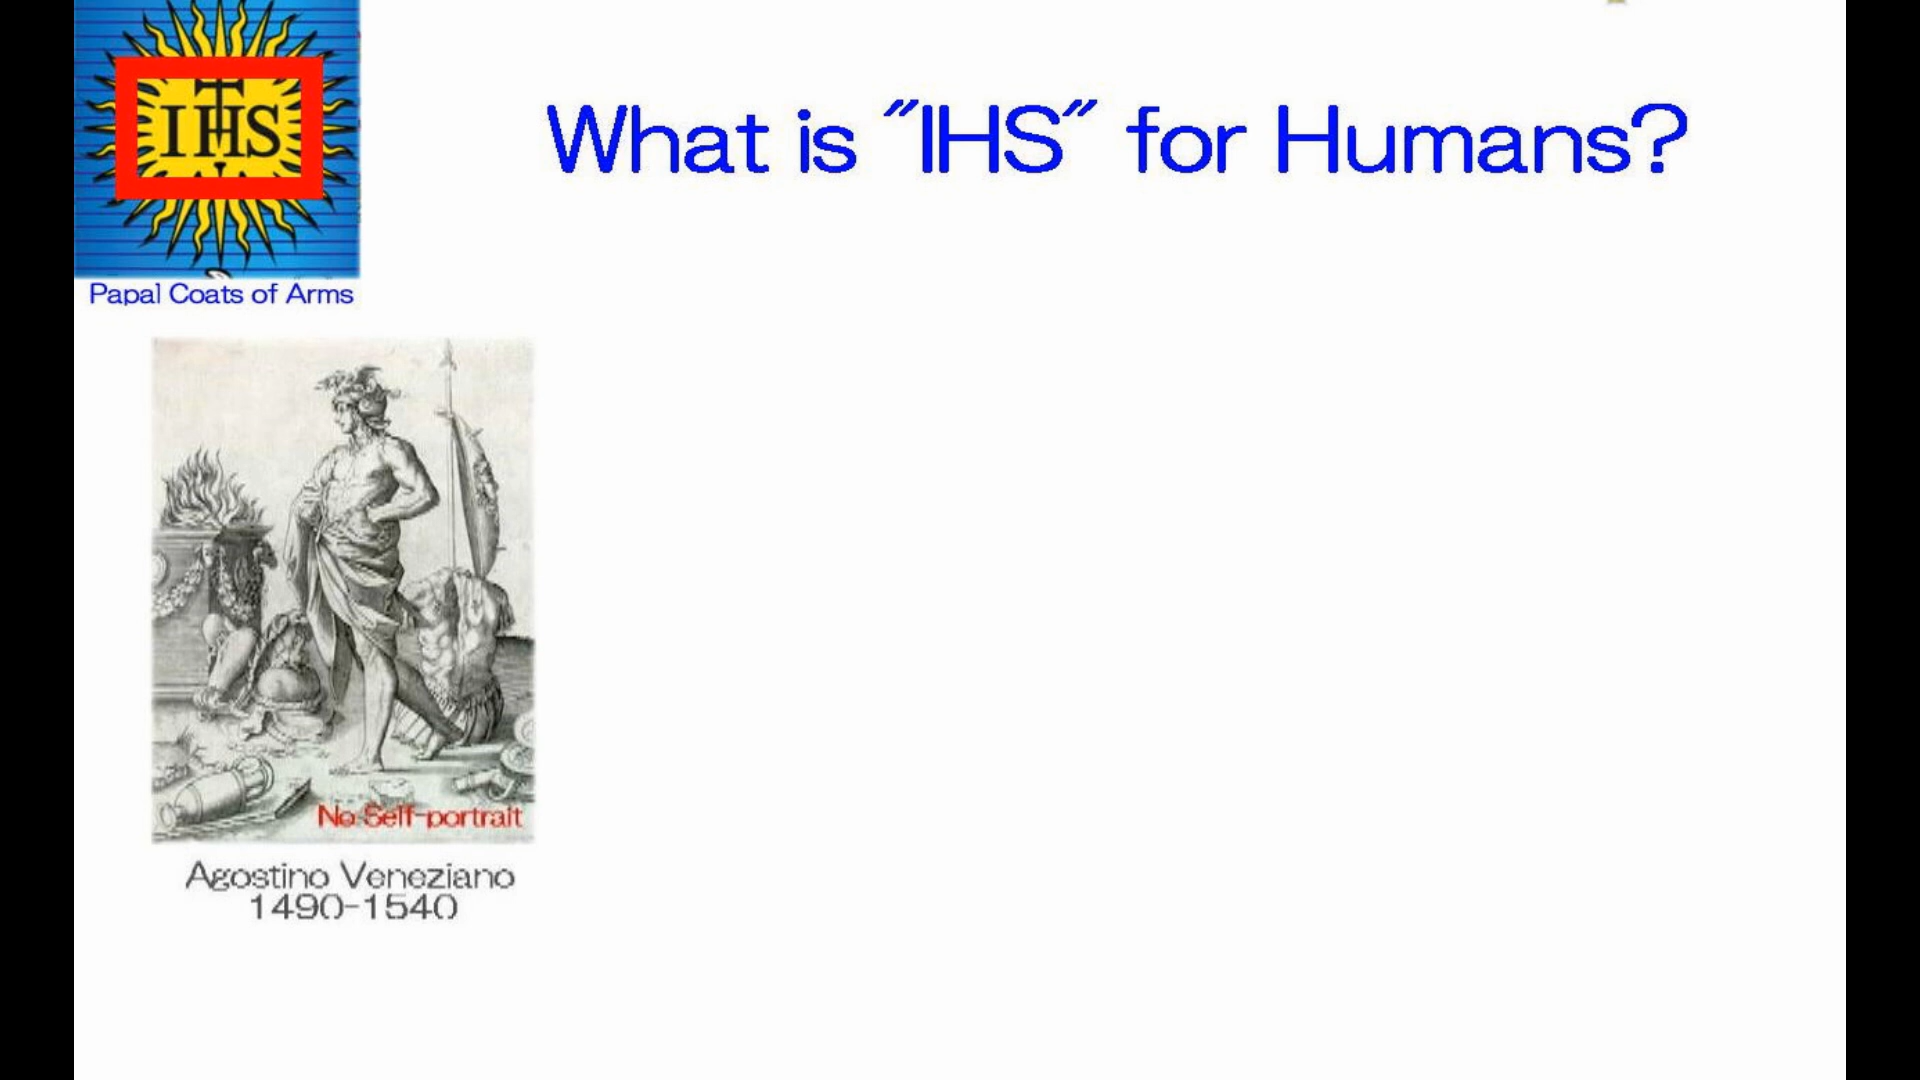 IHS
What is "IHS" for Humans?
Papal Coats of Arms
No Self-portrait
Agostino Veneziano
1490-1540